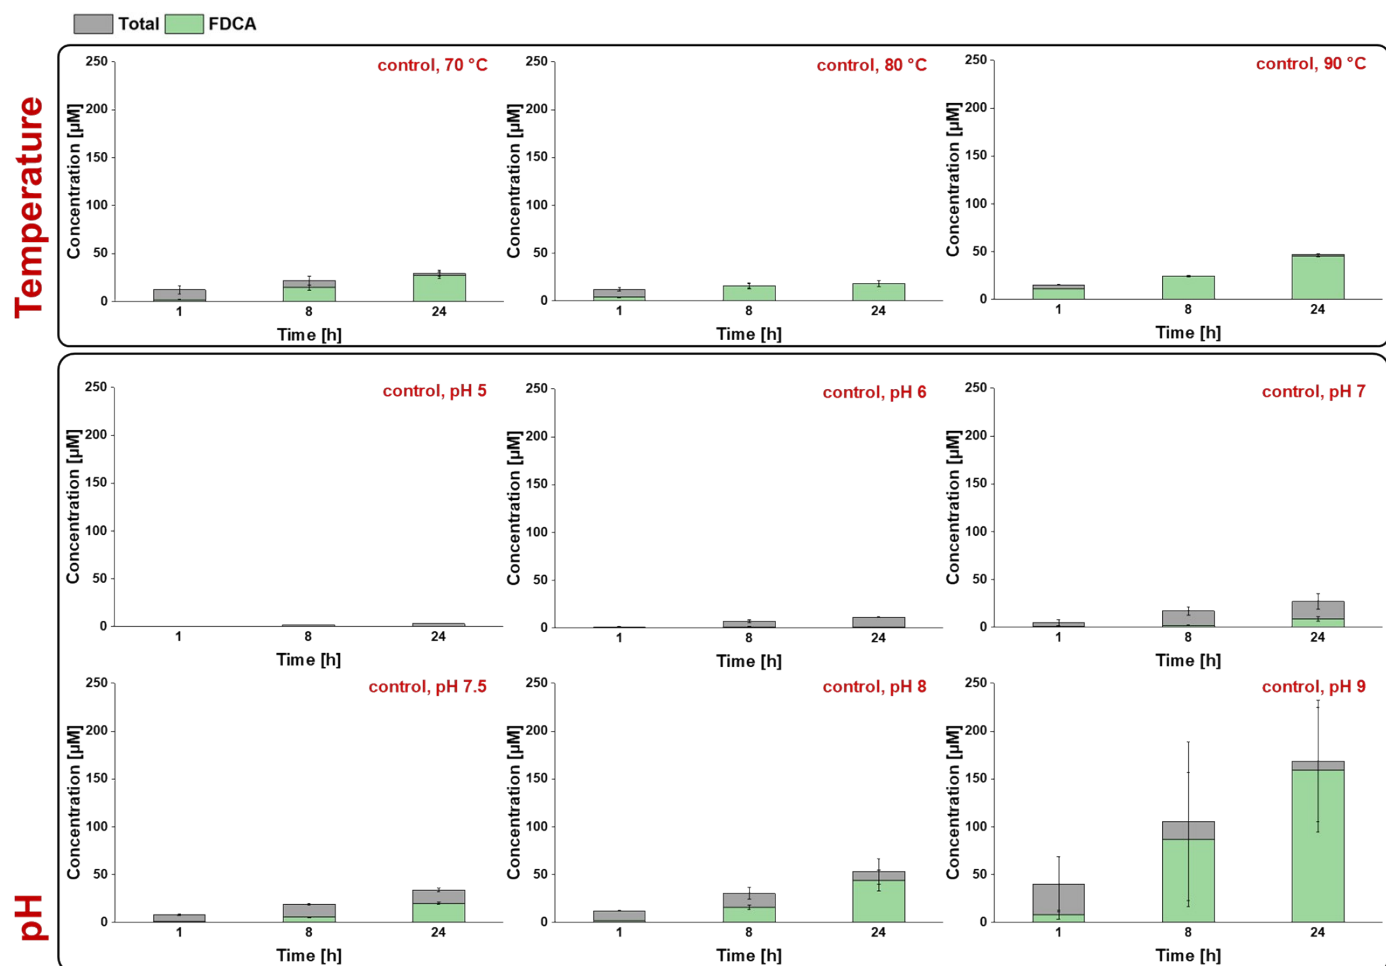 Total FDCA
Temperature
control, 70 °C
Concentration [µM]
250
200
150
100
50
0
1 8 24
Time [h]
control, 80 °C
Concentration [µM]
250
200
150
100
50
0
1 8 24
Time [h]
control, 90 °C
Concentration [µM]
250
200
150
100
50
0
1 8 24
Time [h]
pH
control, pH 5
Concentration [µM]
250
200
150
100
50
0
1 8 24
Time [h]
control, pH 6
Concentration [µM]
250
200
150
100
50
0
1 8 24
Time [h]
control, pH 7
Concentration [µM]
250
200
150
100
50
0
1 8 24
Time [h]
control, pH 7.5
Concentration [µM]
250
200
150
100
50
0
1 8 24
Time [h]
control, pH 8
Concentration [µM]
250
200
150
100
50
0
1 8 24
Time [h]
control, pH 9
Concentration [µM]
250
200
150
100
50
0
1 8 24
Time [h]